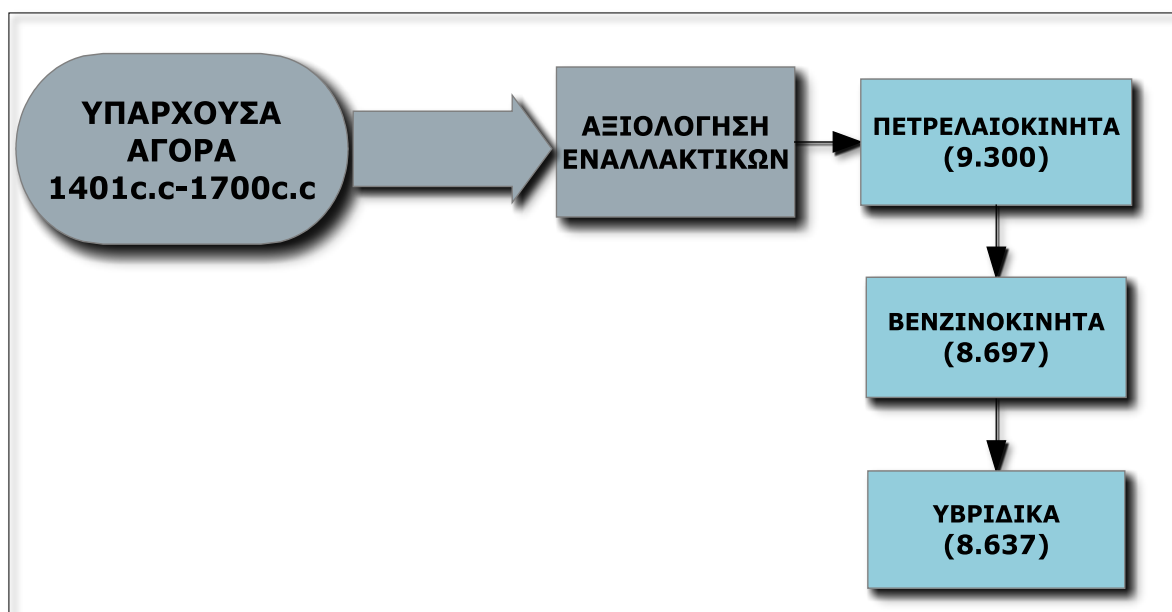 ΥΠΑΡΧΟΥΣΑ
ΑΓΟΡΑ
1401c.c-1700c.c
ΑΞΙΟΛΟΓΗΣΗ
ΕΝΑΛΛΑΚΤΙΚΩΝ
ΠΕΤΡΕΛΑΙΟΚΙΝΗΤΑ
(9.300)
ΒΕΝΖΙΝΟΚΙΝΗΤΑ
(8.697)
ΥΒΡΙΔΙΚΑ
(8.637)